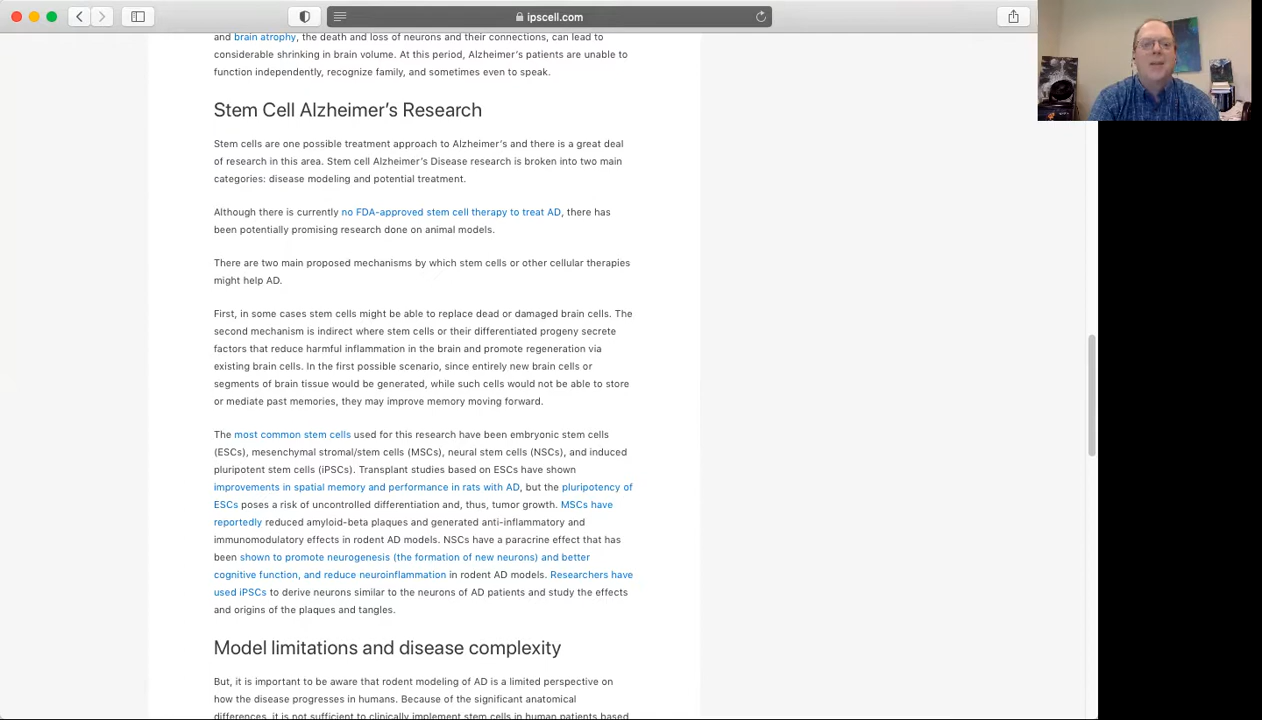 ipscell.com
and brain atrophy, the death and loss of neurons and their connections, can lead to
considerable shrinking in brain volume. At this period, Alzheimer's patients are unable to
function independently, recognize family, and sometimes even to speak.
Stem Cell Alzheimer's Research
Stem cells are one possible treatment approach to Alzheimer's and there is a great deal
of research in this area. Stem cell Alzheimer's Disease research is broken into two main
categories: disease modeling and potential treatment.
Although there is currently no FDA-approved stem cell therapy to treat AD, there has
been potentially promising research done on animal models.
There are two main proposed mechanisms by which stem cells or other cellular therapies
might help AD.
First, in some cases stem cells might be able to replace dead or damaged brain cells. The
second mechanism is indirect where stem cells or their differentiated progeny secrete
factors that reduce harmful inflammation in the brain and promote regeneration via
existing brain cells. In the first possible scenario, since entirely new brain cells or
segments of brain tissue would be generated, while such cells would not be able to store
or mediate past memories, they may improve memory moving forward.
The most common stem cells used for this research have been embryonic stem cells
(ESCs), mesenchymal stromal/stem cells (MSCs), neural stem cells (NSCs), and induced
pluripotent stem cells (iPSCs). Transplant studies based on ESCs have shown
improvements in spatial memory and performance in rats with AD, but the pluripotency of
ESCs poses a risk of uncontrolled differentiation and, thus, tumor growth. MSCs have
reportedly reduced amyloid-beta plaques and generated anti-inflammatory and
immunomodulatory effects in rodent AD models. NSCs have a paracrine effect that has
been shown to promote neurogenesis (the formation of new neurons) and better
cognitive function, and reduce neuroinflammation in rodent AD models. Researchers have
used iPSCs to derive neurons similar to the neurons of AD patients and study the effects
and origins of the plaques and tangles.
Model limitations and disease complexity
But, it is important to be aware that rodent modeling of AD is a limited perspective on
how the disease progresses in humans. Because of the significant anatomical
differences, it is not sufficient to clinically implement stem cells in human patients based